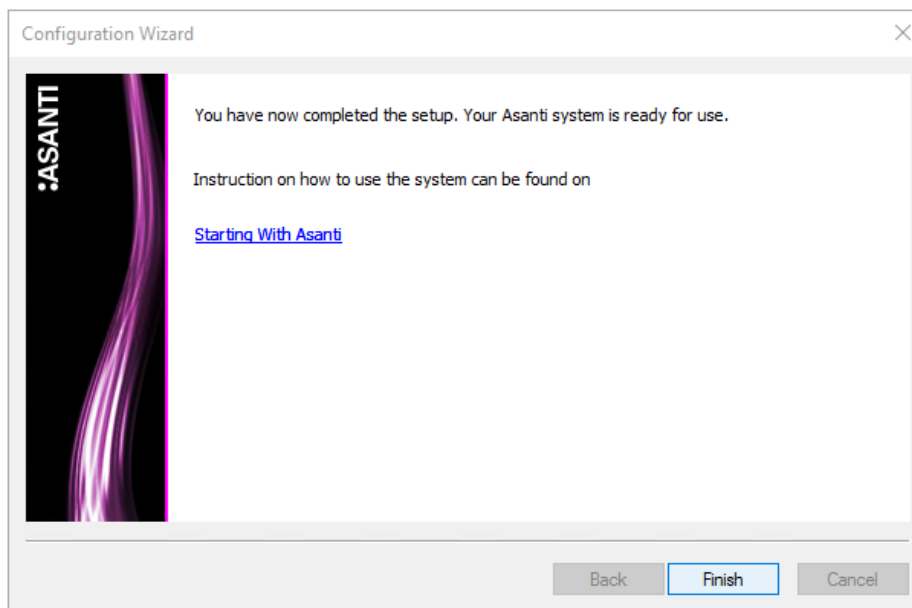 Configuration Wizard
:ASANTI
You have now completed the setup. Your Asanti system is ready for use.
Instruction on how to use the system can be found on
Starting With Asanti
Back
Finish
Cancel